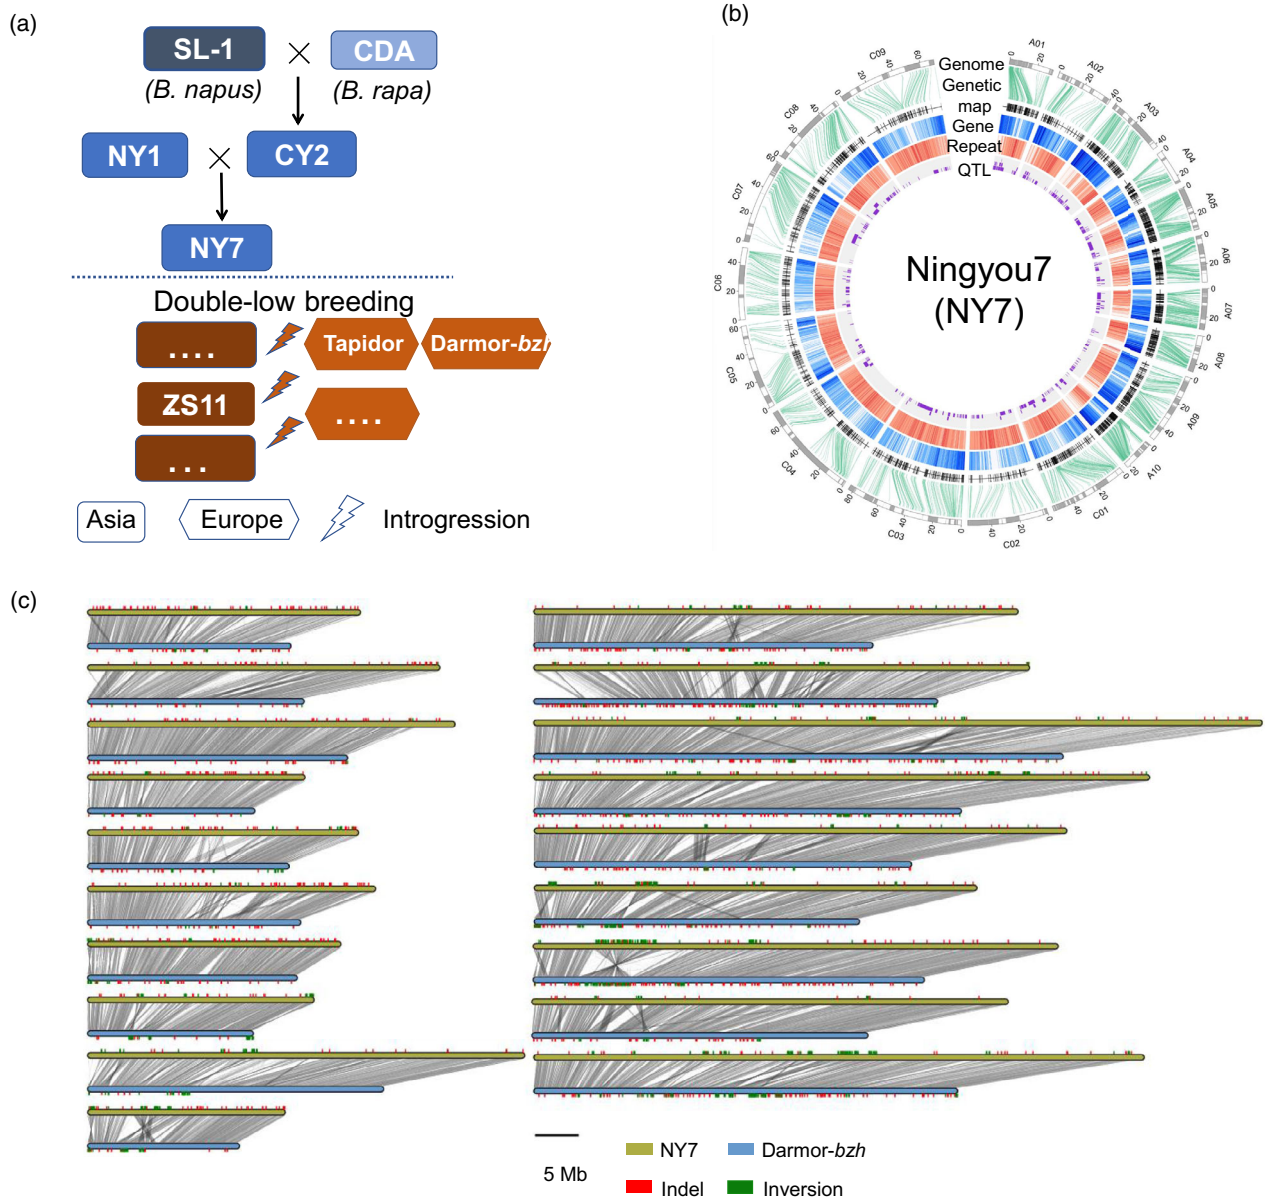 (a)
SL-1
CDA
(B. napus)
(B. rapa)
NY1
CY2
NY7
Double-low breeding
....
Tapidor
Darmor-bzh
ZS11
....
...
Asia
Europe
Introgression
(b)
Genome
Genetic
map
Gene
Repeat
QTL
Ningyou7
(NY7)
A01
A02
A03
A04
A05
A06
A07
A08
A09
A10
C01
C02
C03
C04
C05
C06
C07
C08
C09
(c)
5 Mb
NY7
Darmor-bzh
Indel
Inversion